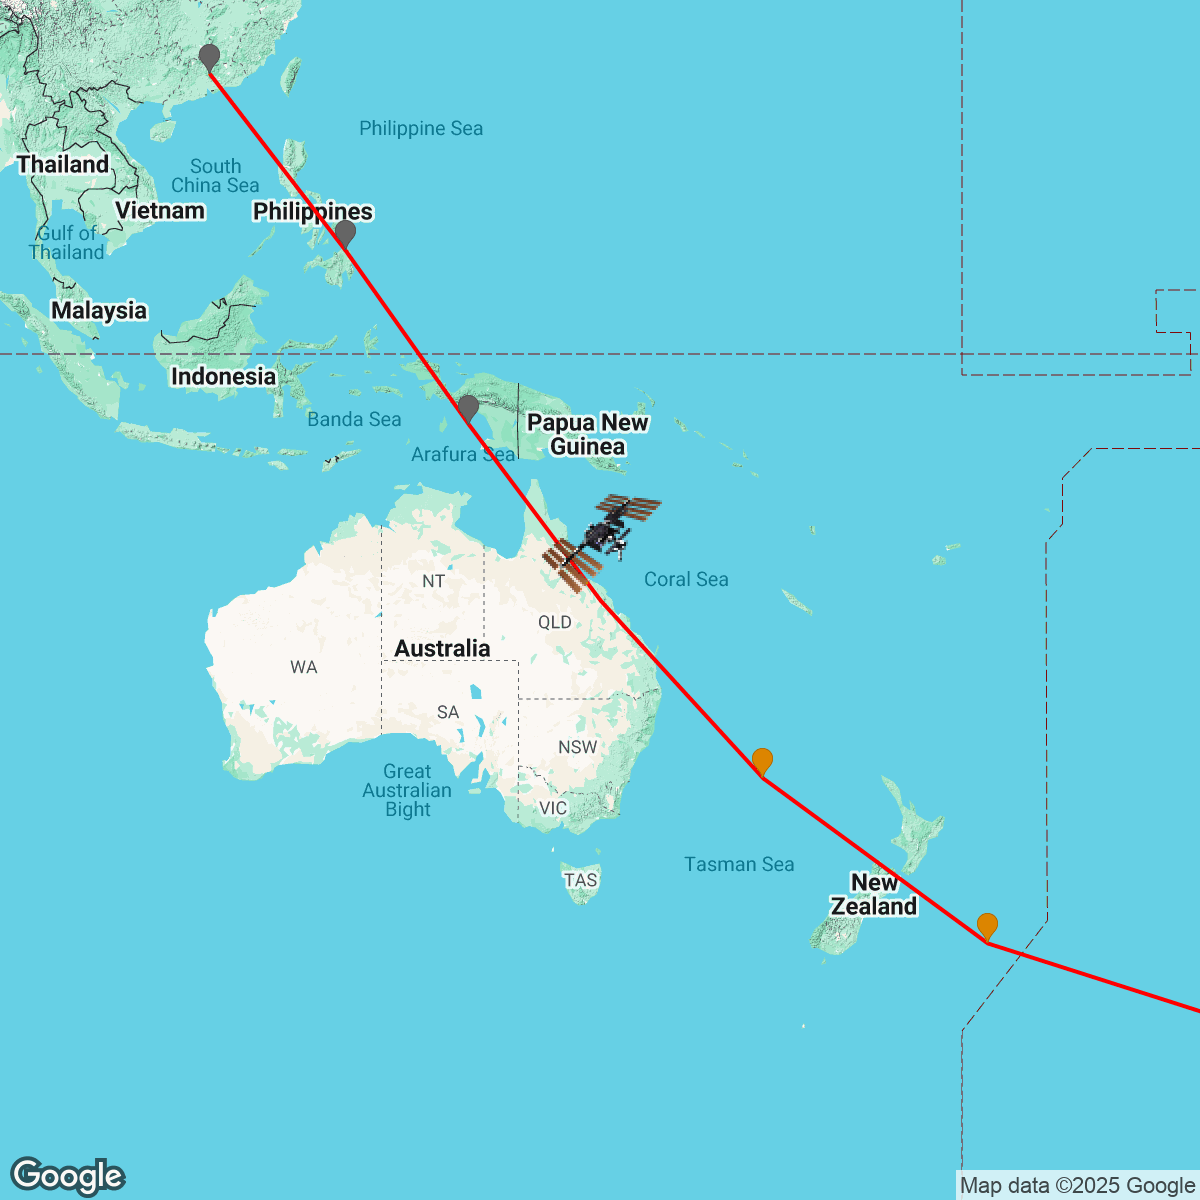 Philippine Sea
Thailand
South
China Sea
Vietnam
Philippines
Gulf of
Thailand
Malaysia
Indonesia
Banda Sea
Papua New
Guinea
Arafura Sea
NT
Coral Sea
QLD
Australia
WA
SA
NSW
Great
Australian
Bight
VIC
Tasman Sea
TAS
New
Zealand
Google
Map data ©2025 Google